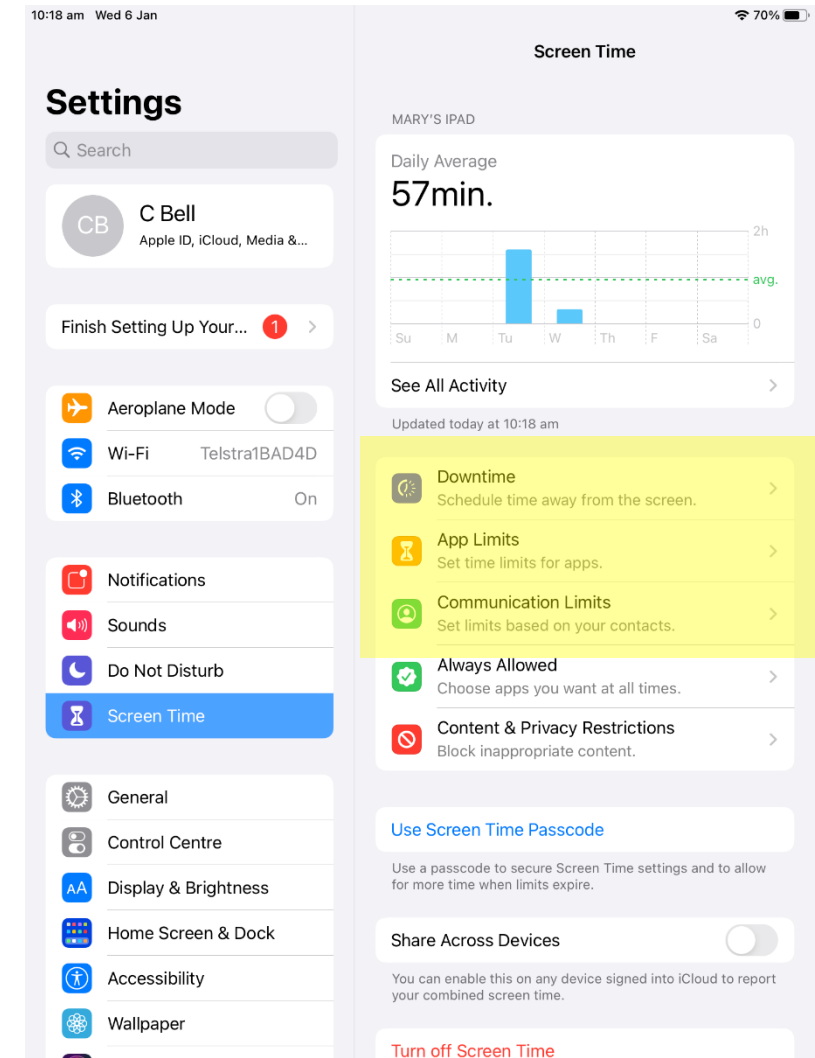 10:18 am Wed 6 Jan
70%
Settings
Search
CB
C Bell
Apple ID, iCloud, Media &...
Finish Setting Up Your...
1
Aeroplane Mode
Wi-Fi Telstra1BAD4D
Bluetooth On
Notifications
Sounds
Do Not Disturb
Screen Time
General
Control Centre
AA
Display & Brightness
Home Screen & Dock
Accessibility
Wallpaper
Screen Time
MARY'S IPAD
Daily Average
57min.
2h
avg.
0
Su M Tu W Th F Sa
See All Activity
Updated today at 10:18 am
Downtime
Schedule time away from the screen.
App Limits
Set time limits for apps.
Communication Limits
Set limits based on your contacts.
Always Allowed
Choose apps you want at all times.
Content & Privacy Restrictions
Block inappropriate content.
Use Screen Time Passcode
Use a passcode to secure Screen Time settings and to allow
for more time when limits expire.
Share Across Devices
You can enable this on any device signed into iCloud to report
your combined screen time.
Turn off Screen Time